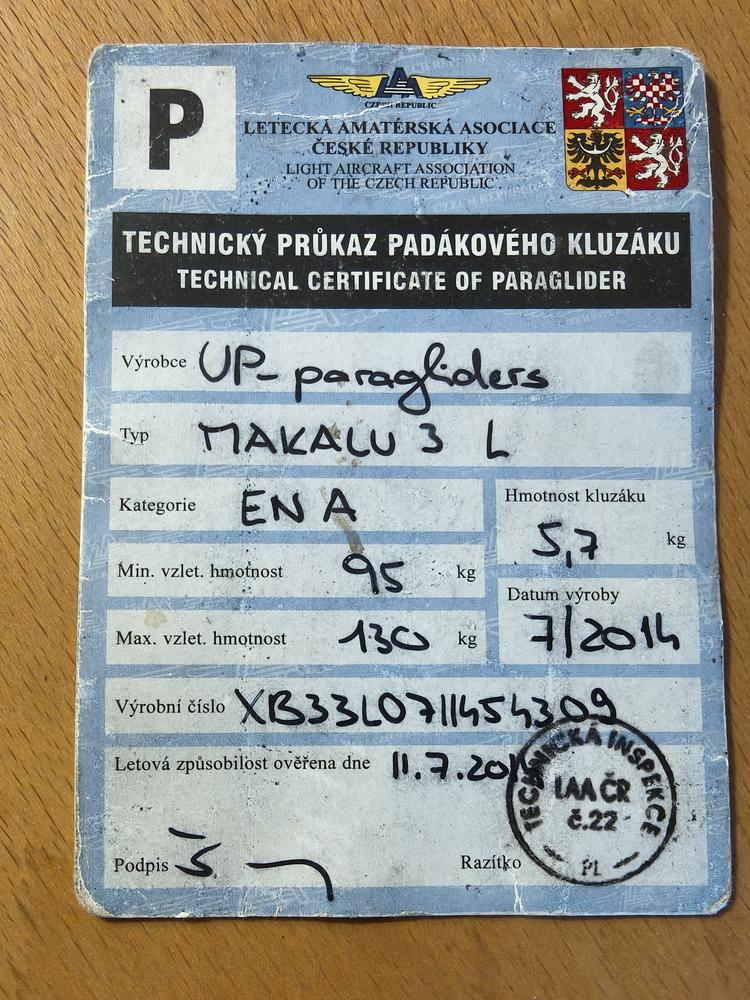 P
CZECH REPUBLIC
LETECKÁ AMATÉRSKÁ ASOCIACE
ČESKÉ REPUBLIKY
LIGHT AIRCRAFT ASSOCIATION
OF THE CZECH REPUBLIC
TECHNICKÝ PRŮKAZ PADÁKOVÉHO KLUZÁKU
TECHNICAL CERTIFICATE OF PARAGLIDER
Výrobce UP-paragliders
Typ MAKALU 3 L
Kategorie EN A
Hmotnost kluzáku
5,7 kg
Min. vzlet. hmotnost 95 kg
Datum výroby
7/2014
Max. vzlet. hmotnost 130 kg
Výrobní číslo XB33L0711454309
Letová způsobilost ověřena dne 11.7.201
TECHNICKÁ INSPEKCE
LAA ČR
č.22
PL
Podpis
Razítko